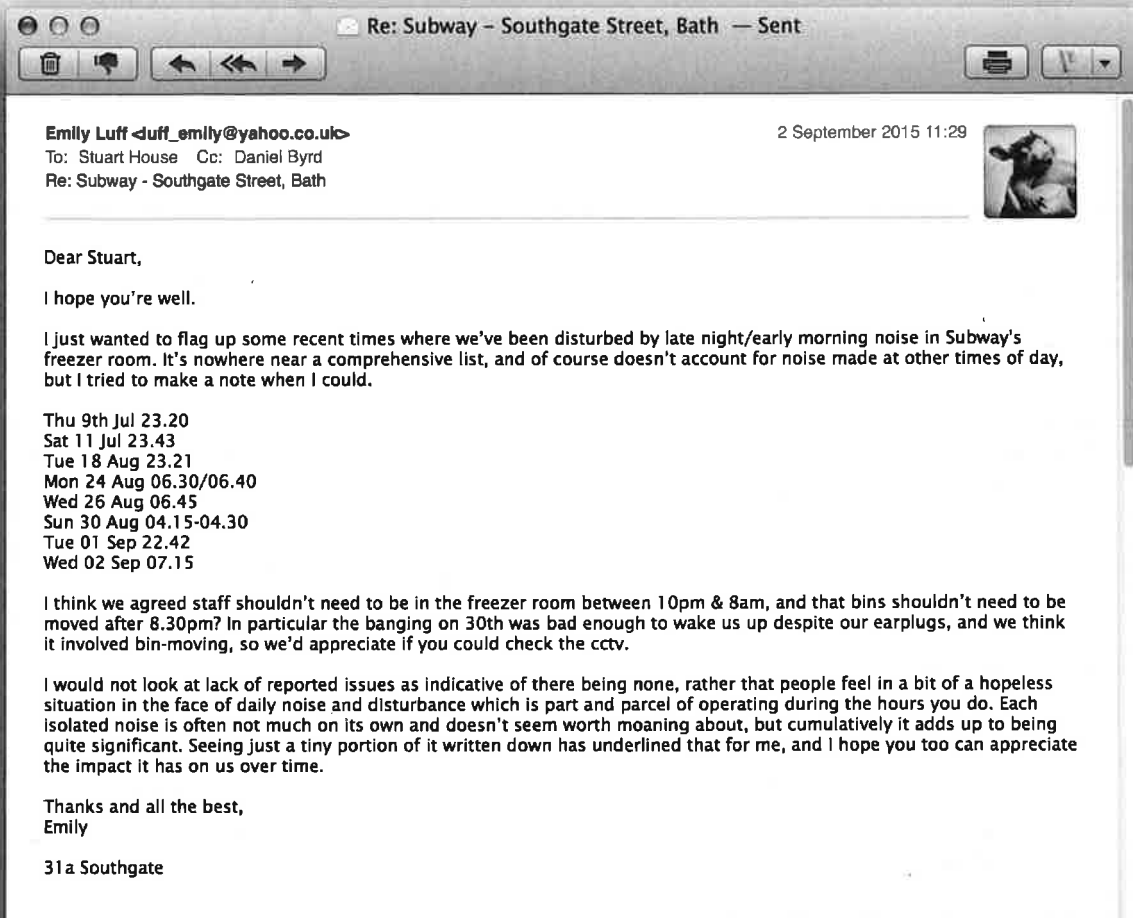 Re: Subway – Southgate Street, Bath — Sent
Emily Luff <luff_emily@yahoo.co.uk>
2 September 2015 11:29
To: Stuart House Cc: Daniel Byrd
Re: Subway - Southgate Street, Bath
Dear Stuart,
I hope you're well.
I just wanted to flag up some recent times where we've been disturbed by late night/early morning noise in Subway's
freezer room. It's nowhere near a comprehensive list, and of course doesn't account for noise made at other times of day,
but I tried to make a note when I could.
Thu 9th Jul 23.20
Sat 11 Jul 23.43
Tue 18 Aug 23.21
Mon 24 Aug 06.30/06.40
Wed 26 Aug 06.45
Sun 30 Aug 04.15-04.30
Tue 01 Sep 22.42
Wed 02 Sep 07.15
I think we agreed staff shouldn't need to be in the freezer room between 10pm & 8am, and that bins shouldn't need to be
moved after 8.30pm? In particular the banging on 30th was bad enough to wake us up despite our earplugs, and we think
it involved bin-moving, so we'd appreciate if you could check the cctv.
I would not look at lack of reported issues as indicative of there being none, rather that people feel in a bit of a hopeless
situation in the face of daily noise and disturbance which is part and parcel of operating during the hours you do. Each
isolated noise is often not much on its own and doesn't seem worth moaning about, but cumulatively it adds up to being
quite significant. Seeing just a tiny portion of it written down has underlined that for me, and I hope you too can appreciate
the impact it has on us over time.
Thanks and all the best,
Emily
31a Southgate